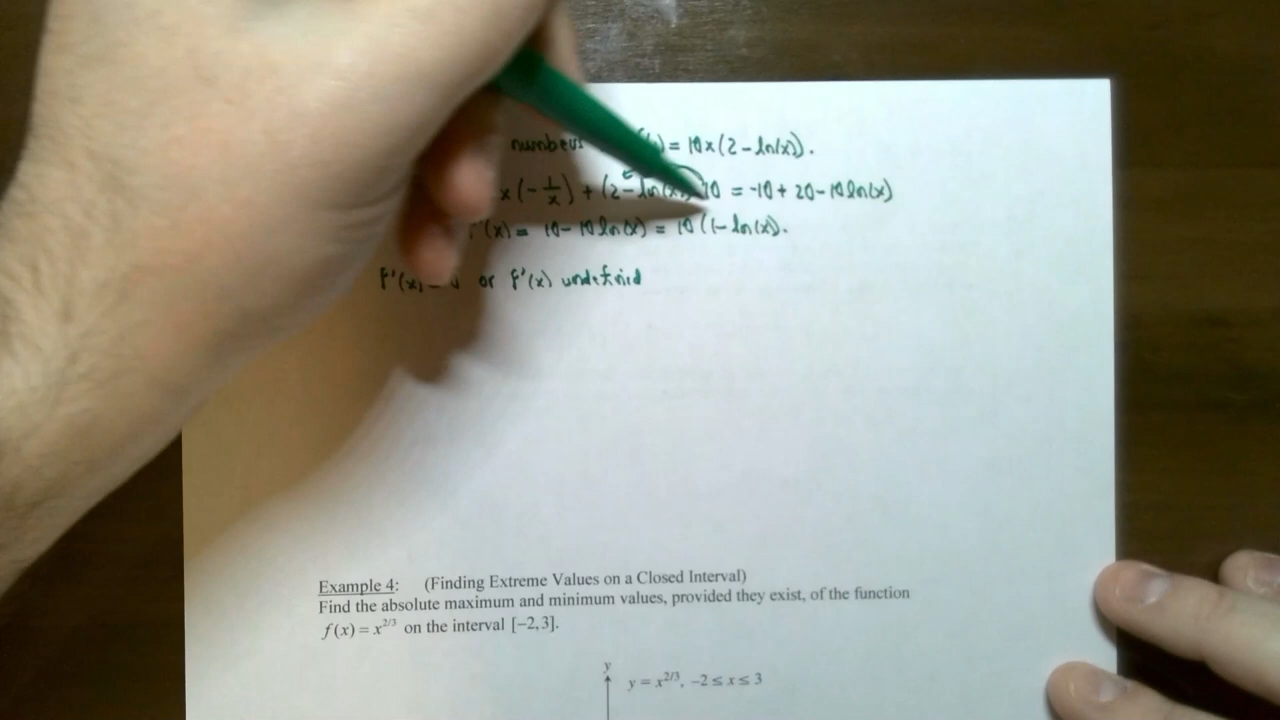 numbers )= 10x(2-ln(x)).
x(-1/x) + (2-ln(x))10 = -10+20-10ln(x)
'(x) = 10-10ln(x) = 10(1-ln(x).
f'(x) = 0 or f'(x) undefined
Example 4: (Finding Extreme Values on a Closed Interval)
Find the absolute maximum and minimum values, provided they exist, of the function
f(x) = x^{2/3} on the interval [-2,3].
y
y = x^{2/3}, -2 ≤ x ≤ 3